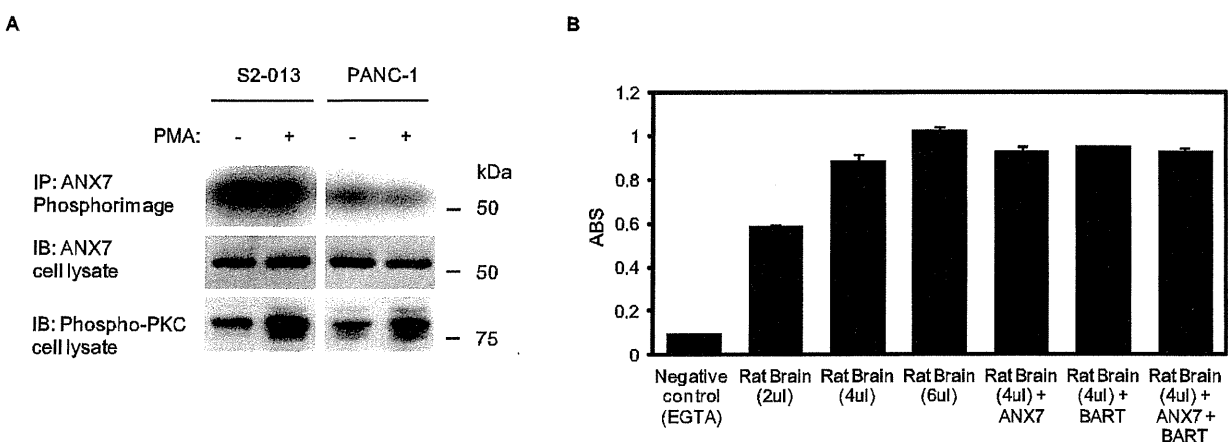 A
S2-013 PANC-1
PMA: - + - +
kDa
IP: ANX7
Phosphorimage
50
IB: ANX7
cell lysate
50
IB: Phospho-PKC
cell lysate
75
B
ABS
1.2
1
0.8
0.6
0.4
0.2
0
Negative
control
(EGTA)
Rat Brain
(2ul)
Rat Brain
(4ul)
Rat Brain
(6ul)
Rat Brain
(4ul) +
ANX7
Rat Brain
(4ul) +
BART
Rat Brain
(4ul) +
ANX7 +
BART